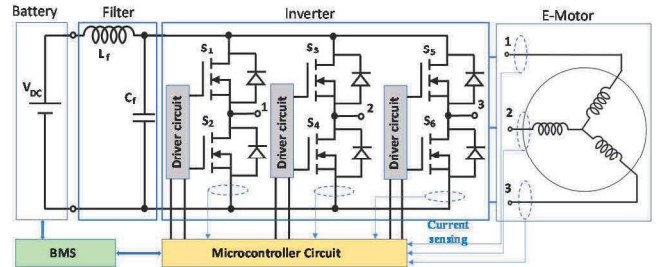 Battery
Filter
Inverter
E-Motor
L_f
V_DC
C_f
S_1
S_3
S_5
1
2
3
S_2
S_4
S_6
Driver circuit
Driver circuit
Driver circuit
1
2
3
Current
sensing
BMS
Microcontroller Circuit